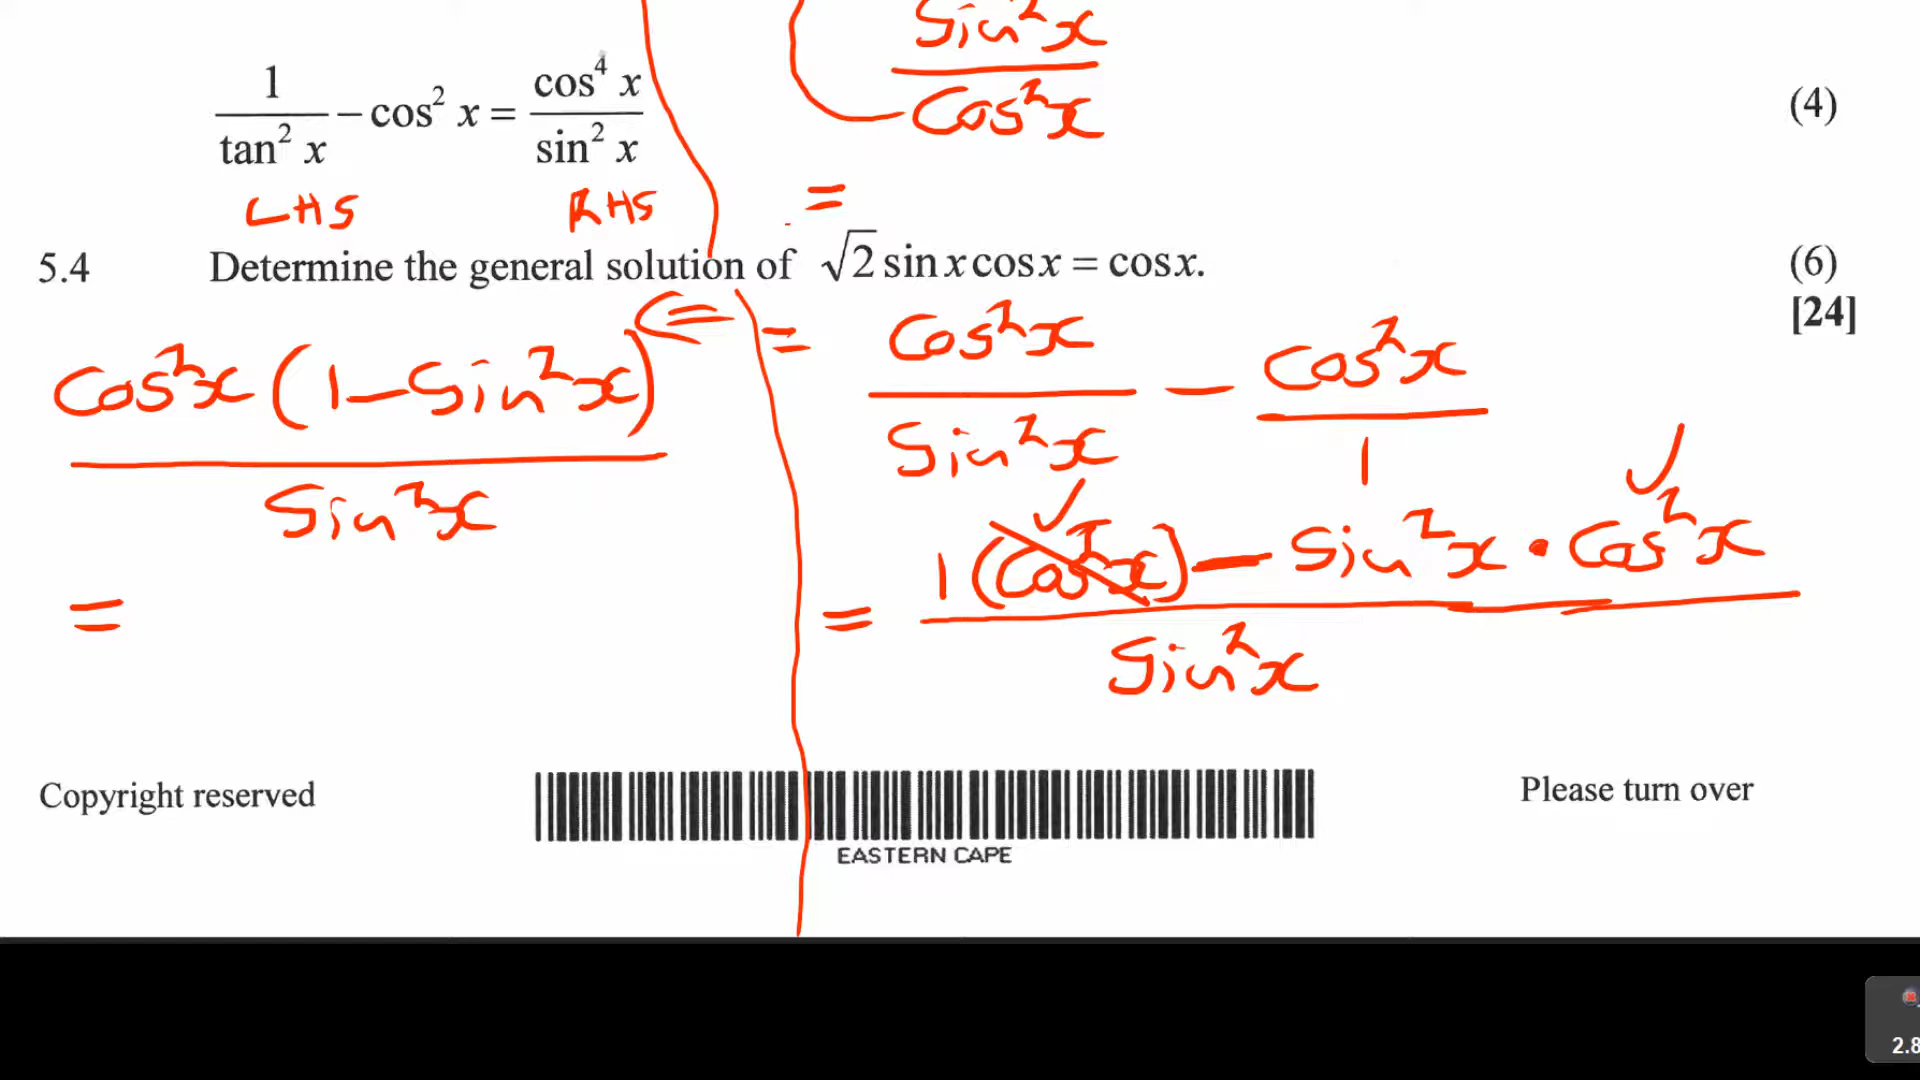 Sin²x
1/tan² x − cos² x = cos⁴ x/sin² x
Cos²x
(4)
LHS RHS
=
5.4 Determine the general solution of √2 sin x cos x = cos x. (6)
[24]
= Cos²x/Sin²x − Cos²x/1
Cos²x(1−Sin²x)
Sin²x
= 1(Cos²x) − Sin²x · Cos²x
Sin²x
=
Copyright reserved
Please turn over
EASTERN CAPE
2.8